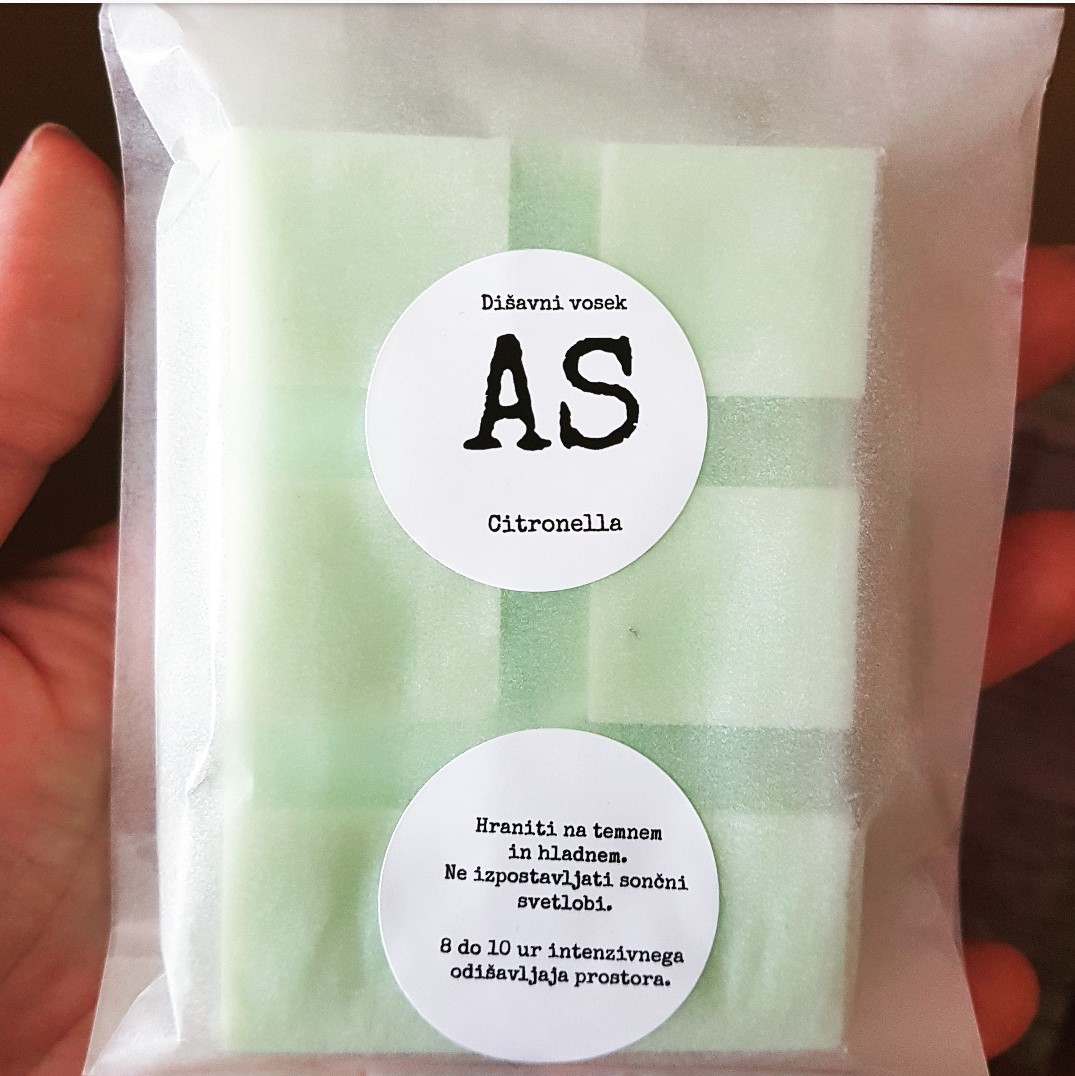 Dišavni vosek
AS
Citronella
Hraniti na temnem
in hladnem.
Ne izpostavljati sončni
svetlobi.
8 do 10 ur intenzivnega
odišavljaja prostora.